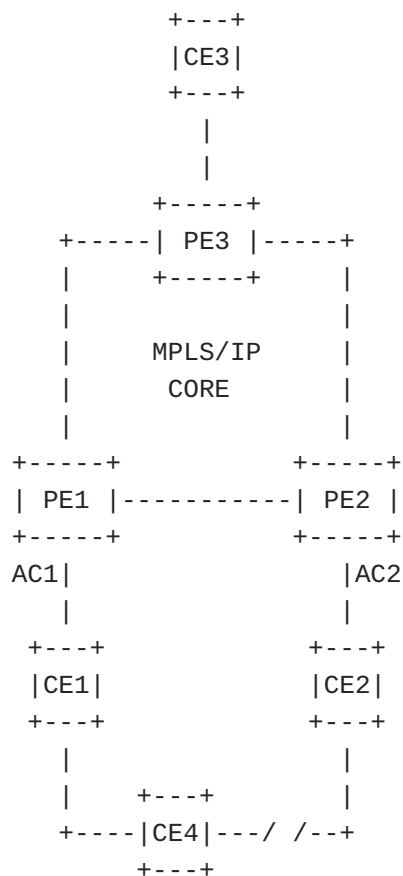 +---+
|CE3|
+---+
|
|
+-----+
+-----| PE3 |-----+
| +-----+ |
| |
| MPLS/IP |
| CORE |
| |
+-----+ +-----+
| PE1 |-----------| PE2 |
+-----+ +-----+
AC1| |AC2
| |
+---+ +---+
|CE1| |CE2|
+---+ +---+
| |
| +---+ |
+----|CE4|---/ /--+
+---+